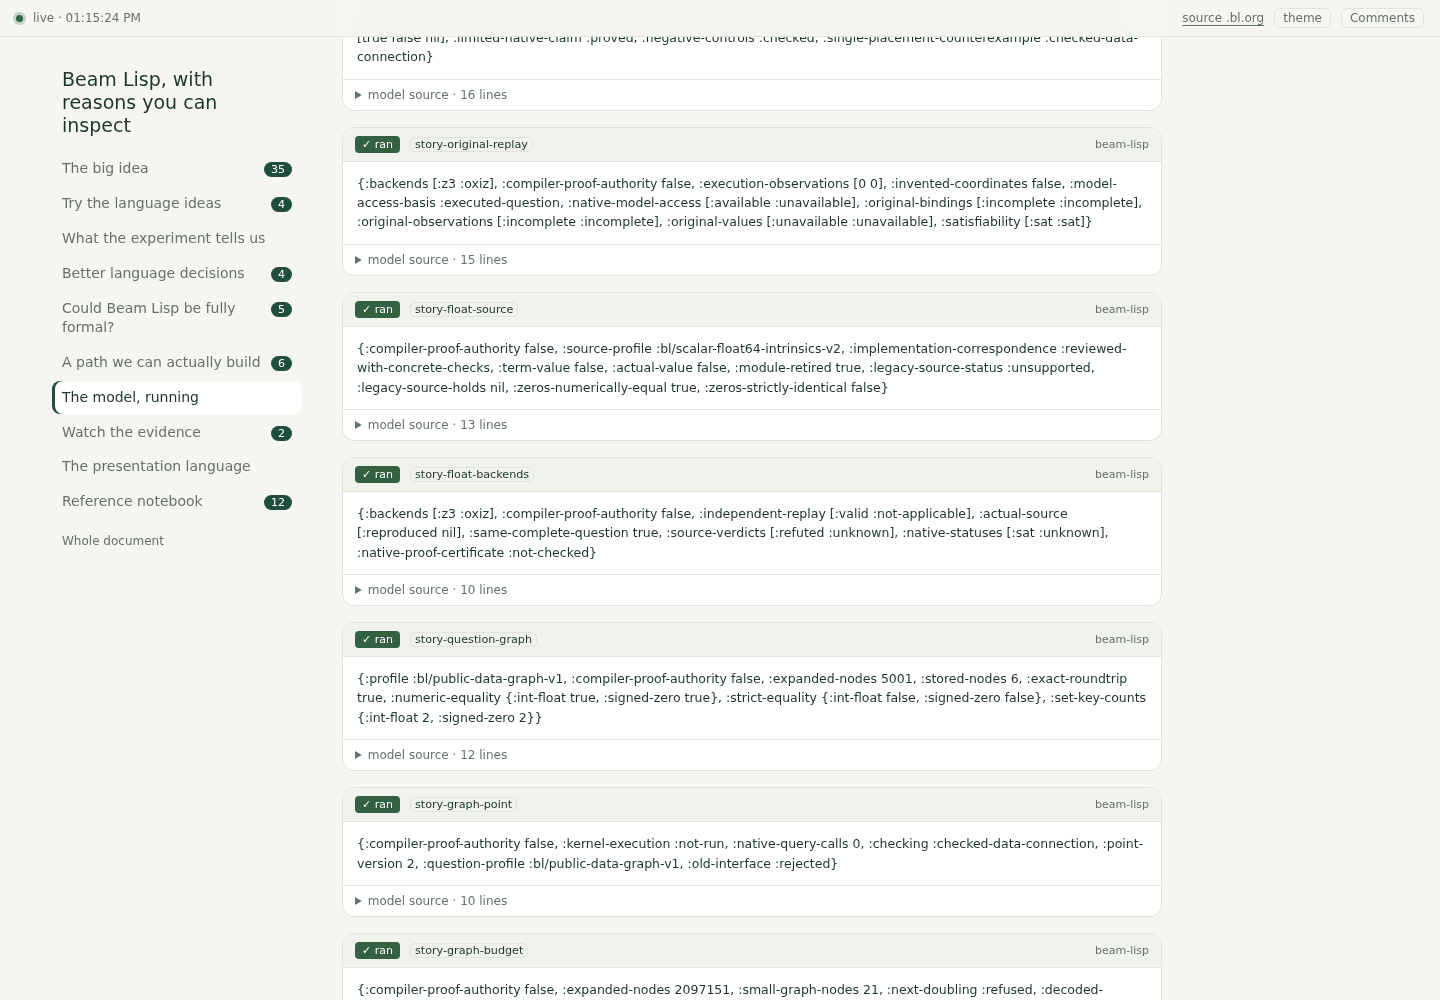 live · 01:15:24 PM
source .bl.org
theme
Comments
Beam Lisp, with
reasons you can
inspect
The big idea 35
Try the language ideas 4
What the experiment tells us
Better language decisions 4
Could Beam Lisp be fully 5
formal?
A path we can actually build 6
The model, running
Watch the evidence 2
The presentation language
Reference notebook 12
Whole document
[true false nil], :limited-native-claim :proved, :negative-controls :checked, :single-placement-counterexample :checked-data-
connection}
▶ model source · 16 lines
✓ ran story-original-replay beam-lisp
{:backends [:z3 :oxiz], :compiler-proof-authority false, :execution-observations [0 0], :invented-coordinates false, :model-
access-basis :executed-question, :native-model-access [:available :unavailable], :original-bindings [:incomplete :incomplete],
:original-observations [:incomplete :incomplete], :original-values [:unavailable :unavailable], :satisfiability [:sat :sat]}
▶ model source · 15 lines
✓ ran story-float-source beam-lisp
{:compiler-proof-authority false, :source-profile :bl/scalar-float64-intrinsics-v2, :implementation-correspondence :reviewed-
with-concrete-checks, :term-value false, :actual-value false, :module-retired true, :legacy-source-status :unsupported,
:legacy-source-holds nil, :zeros-numerically-equal true, :zeros-strictly-identical false}
▶ model source · 13 lines
✓ ran story-float-backends beam-lisp
{:backends [:z3 :oxiz], :compiler-proof-authority false, :independent-replay [:valid :not-applicable], :actual-source
[:reproduced nil], :same-complete-question true, :source-verdicts [:refuted :unknown], :native-statuses [:sat :unknown],
:native-proof-certificate :not-checked}
▶ model source · 10 lines
✓ ran story-question-graph beam-lisp
{:profile :bl/public-data-graph-v1, :compiler-proof-authority false, :expanded-nodes 5001, :stored-nodes 6, :exact-roundtrip
true, :numeric-equality {:int-float true, :signed-zero true}, :strict-equality {:int-float false, :signed-zero false}, :set-key-counts
{:int-float 2, :signed-zero 2}}
▶ model source · 12 lines
✓ ran story-graph-point beam-lisp
{:compiler-proof-authority false, :kernel-execution :not-run, :native-query-calls 0, :checking :checked-data-connection, :point-
version 2, :question-profile :bl/public-data-graph-v1, :old-interface :rejected}
▶ model source · 10 lines
✓ ran story-graph-budget beam-lisp
{:compiler-proof-authority false, :expanded-nodes 2097151, :small-graph-nodes 21, :next-doubling :refused, :decoded-